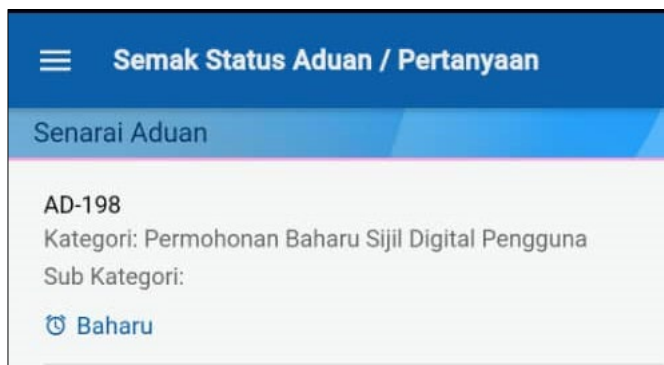 Semak Status Aduan / Pertanyaan
Senarai Aduan
AD-198
Kategori: Permohonan Baharu Sijil Digital Pengguna
Sub Kategori:
Baharu